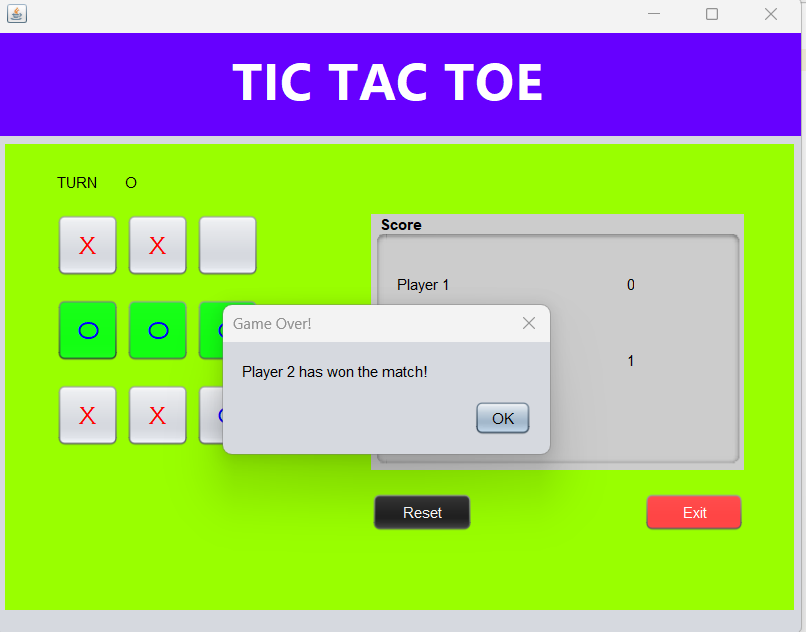 TIC TAC TOE
TURN O
Score
X X
Player 1 0
O O
Game Over!
Player 2 has won the match!
1
OK
X X
Reset Exit